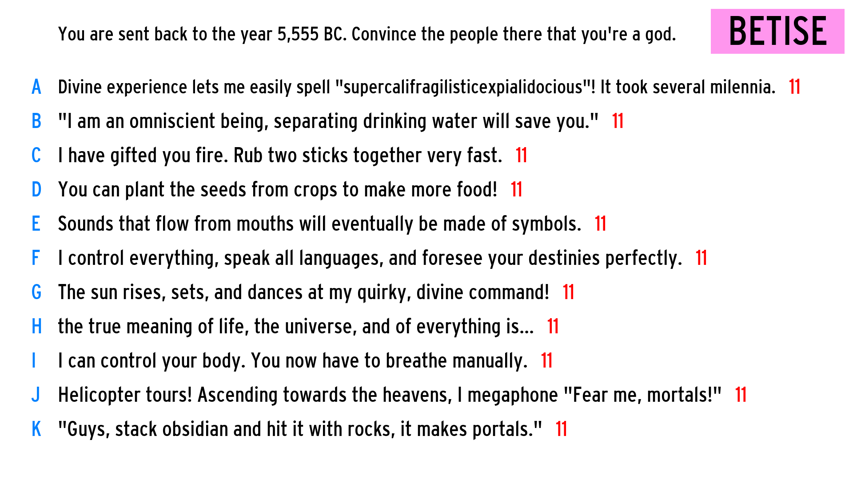 You are sent back to the year 5,555 BC. Convince the people there that you're a god.
BETISE
A Divine experience lets me easily spell "supercalifragilisticexpialidocious"! It took several milennia. 11
B "I am an omniscient being, separating drinking water will save you." 11
C I have gifted you fire. Rub two sticks together very fast. 11
D You can plant the seeds from crops to make more food! 11
E Sounds that flow from mouths will eventually be made of symbols. 11
F I control everything, speak all languages, and foresee your destinies perfectly. 11
G The sun rises, sets, and dances at my quirky, divine command! 11
H the true meaning of life, the universe, and of everything is... 11
I I can control your body. You now have to breathe manually. 11
J Helicopter tours! Ascending towards the heavens, I megaphone "Fear me, mortals!" 11
K "Guys, stack obsidian and hit it with rocks, it makes portals." 11